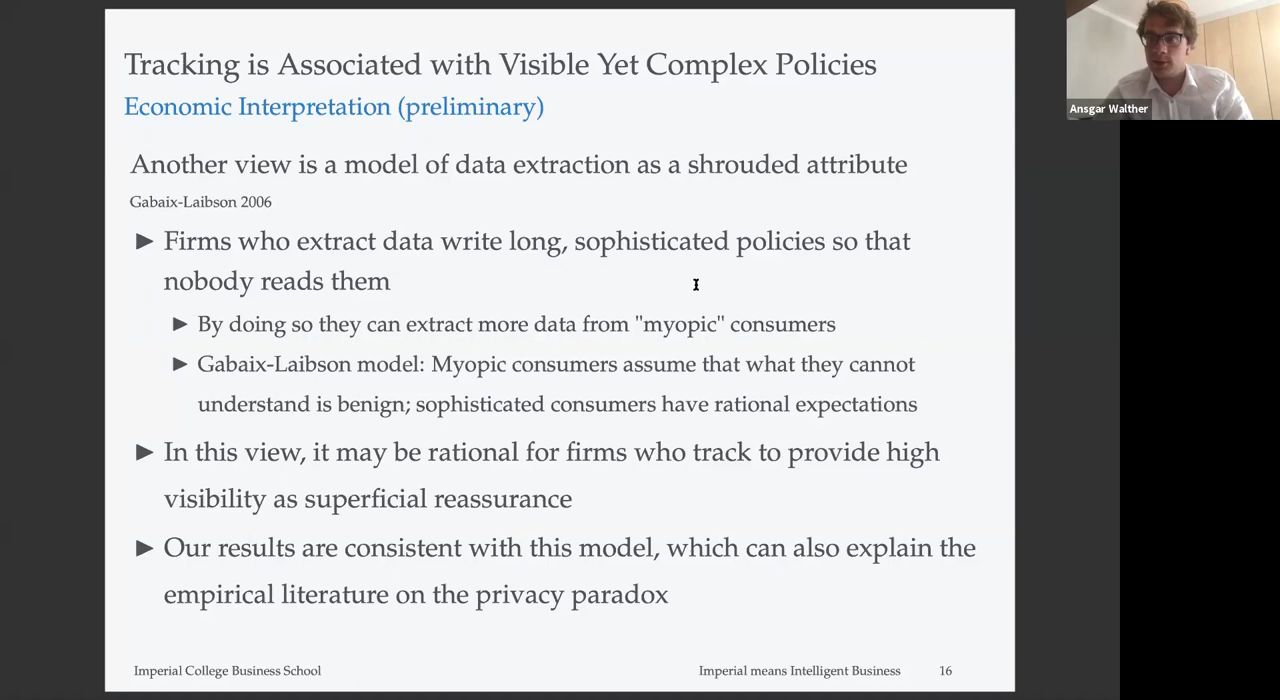 Tracking is Associated with Visible Yet Complex Policies
Economic Interpretation (preliminary)
Another view is a model of data extraction as a shrouded attribute
Gabaix-Laibson 2006
► Firms who extract data write long, sophisticated policies so that
nobody reads them
► By doing so they can extract more data from "myopic" consumers
► Gabaix-Laibson model: Myopic consumers assume that what they cannot
understand is benign; sophisticated consumers have rational expectations
► In this view, it may be rational for firms who track to provide high
visibility as superficial reassurance
► Our results are consistent with this model, which can also explain the
empirical literature on the privacy paradox
Imperial College Business School
Imperial means Intelligent Business
16
Ansgar Walther